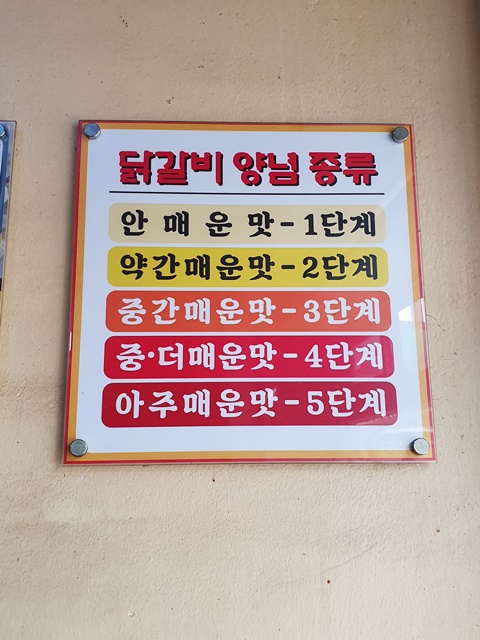 닭갈비 양념 종류
안 매 운 맛-1단계
약간매운맛-2단계
중간매운맛-3단계
중·더매운맛-4단계
아주매운맛-5단계